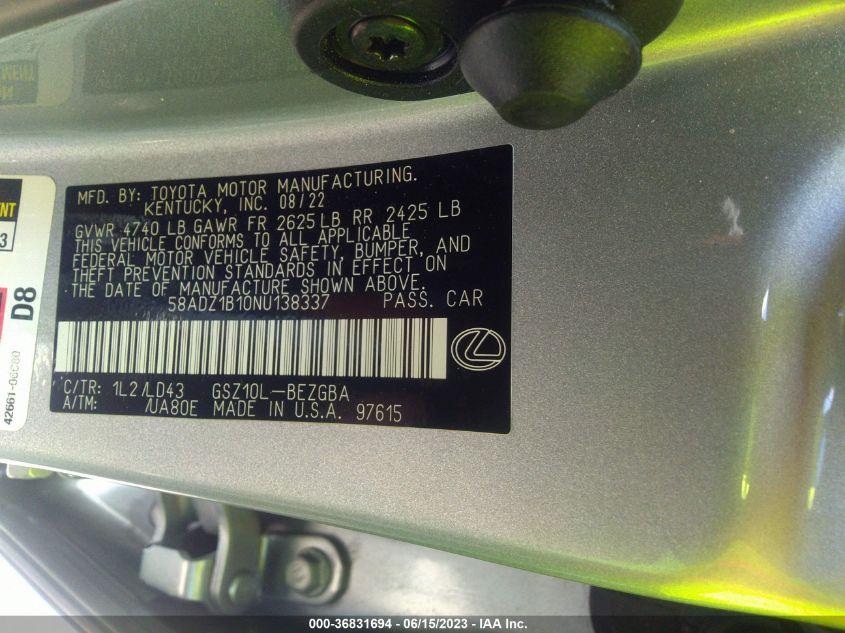 MFD. BY: TOYOTA MOTOR MANUFACTURING.
KENTUCKY, INC. 08/22
GVWR 4740 LB GAWR FR 2625 LB RR 2425 LB
THIS VEHICLE CONFORMS TO ALL APPLICABLE
FEDERAL MOTOR VEHICLE SAFETY, BUMPER, AND
THEFT PREVENTION STANDARDS IN EFFECT ON
THE DATE OF MANUFACTURE SHOWN ABOVE.
58ADZ1B10NU138337 PASS. CAR
C/TR: 1L2/LD43 GSZ10L-BEZGBA
A/TM: /UA80E MADE IN U.S.A. 97615
D8
000-36831694 - 06/15/2023 - IAA Inc.